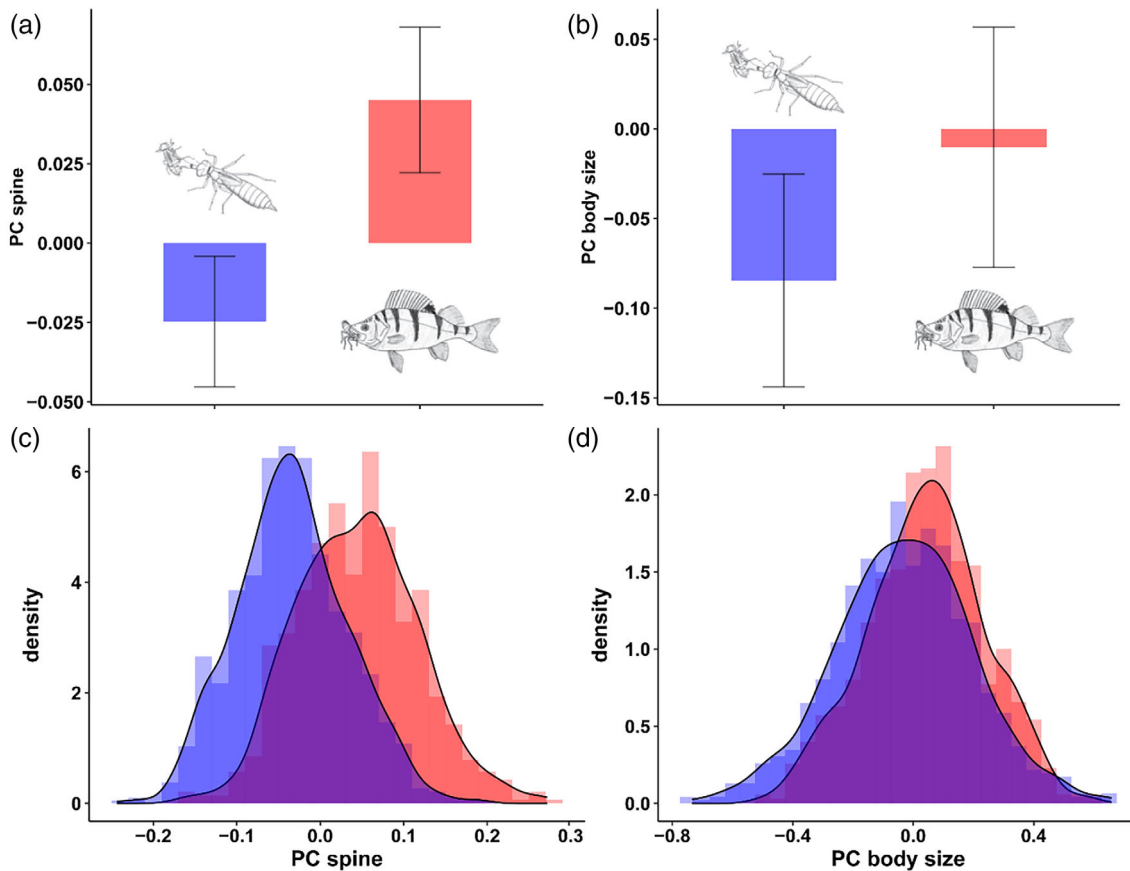 (a)
PC spine
0.050
0.025
0.000
−0.025
−0.050
(b)
PC body size
0.05
0.00
−0.05
−0.10
−0.15
(c)
density
6
4
2
0
−0.2 −0.1 0.0 0.1 0.2 0.3
PC spine
(d)
density
2.0
1.5
1.0
0.5
0.0
−0.8 −0.4 0.0 0.4
PC body size